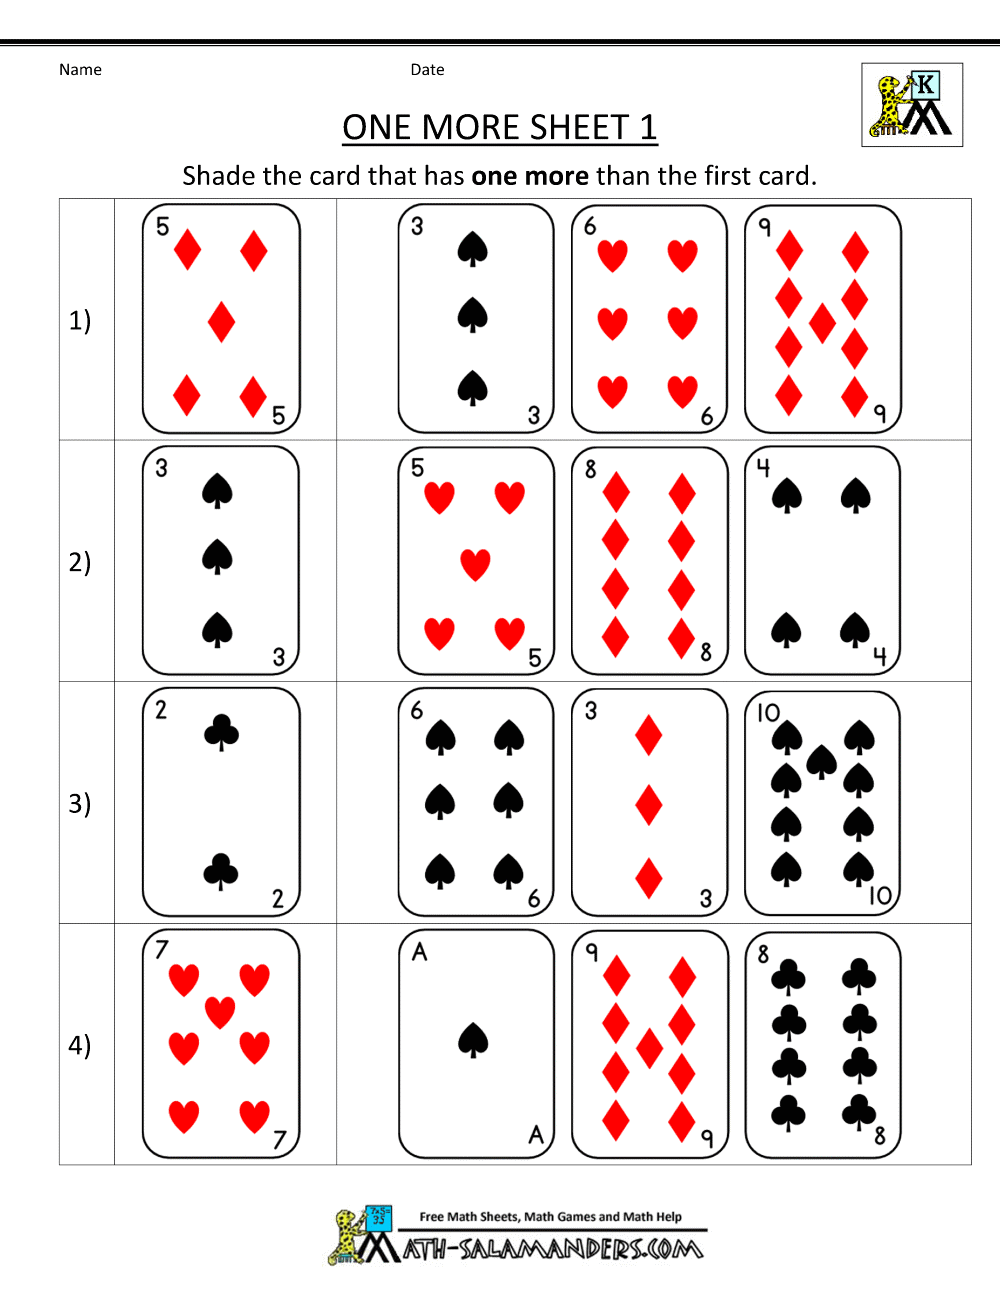 Name Date
K
ONE MORE SHEET 1
Shade the card that has one more than the first card.
1) 5 5 3 3 6 6 9 9
2) 3 3 5 5 8 8 4 4
3) 2 2 6 6 3 3 10 10
4) 7 7 A A 9 9 8 8
7x5=
35
Free Math Sheets, Math Games and Math Help
MATH-SALAMANDERS.COM